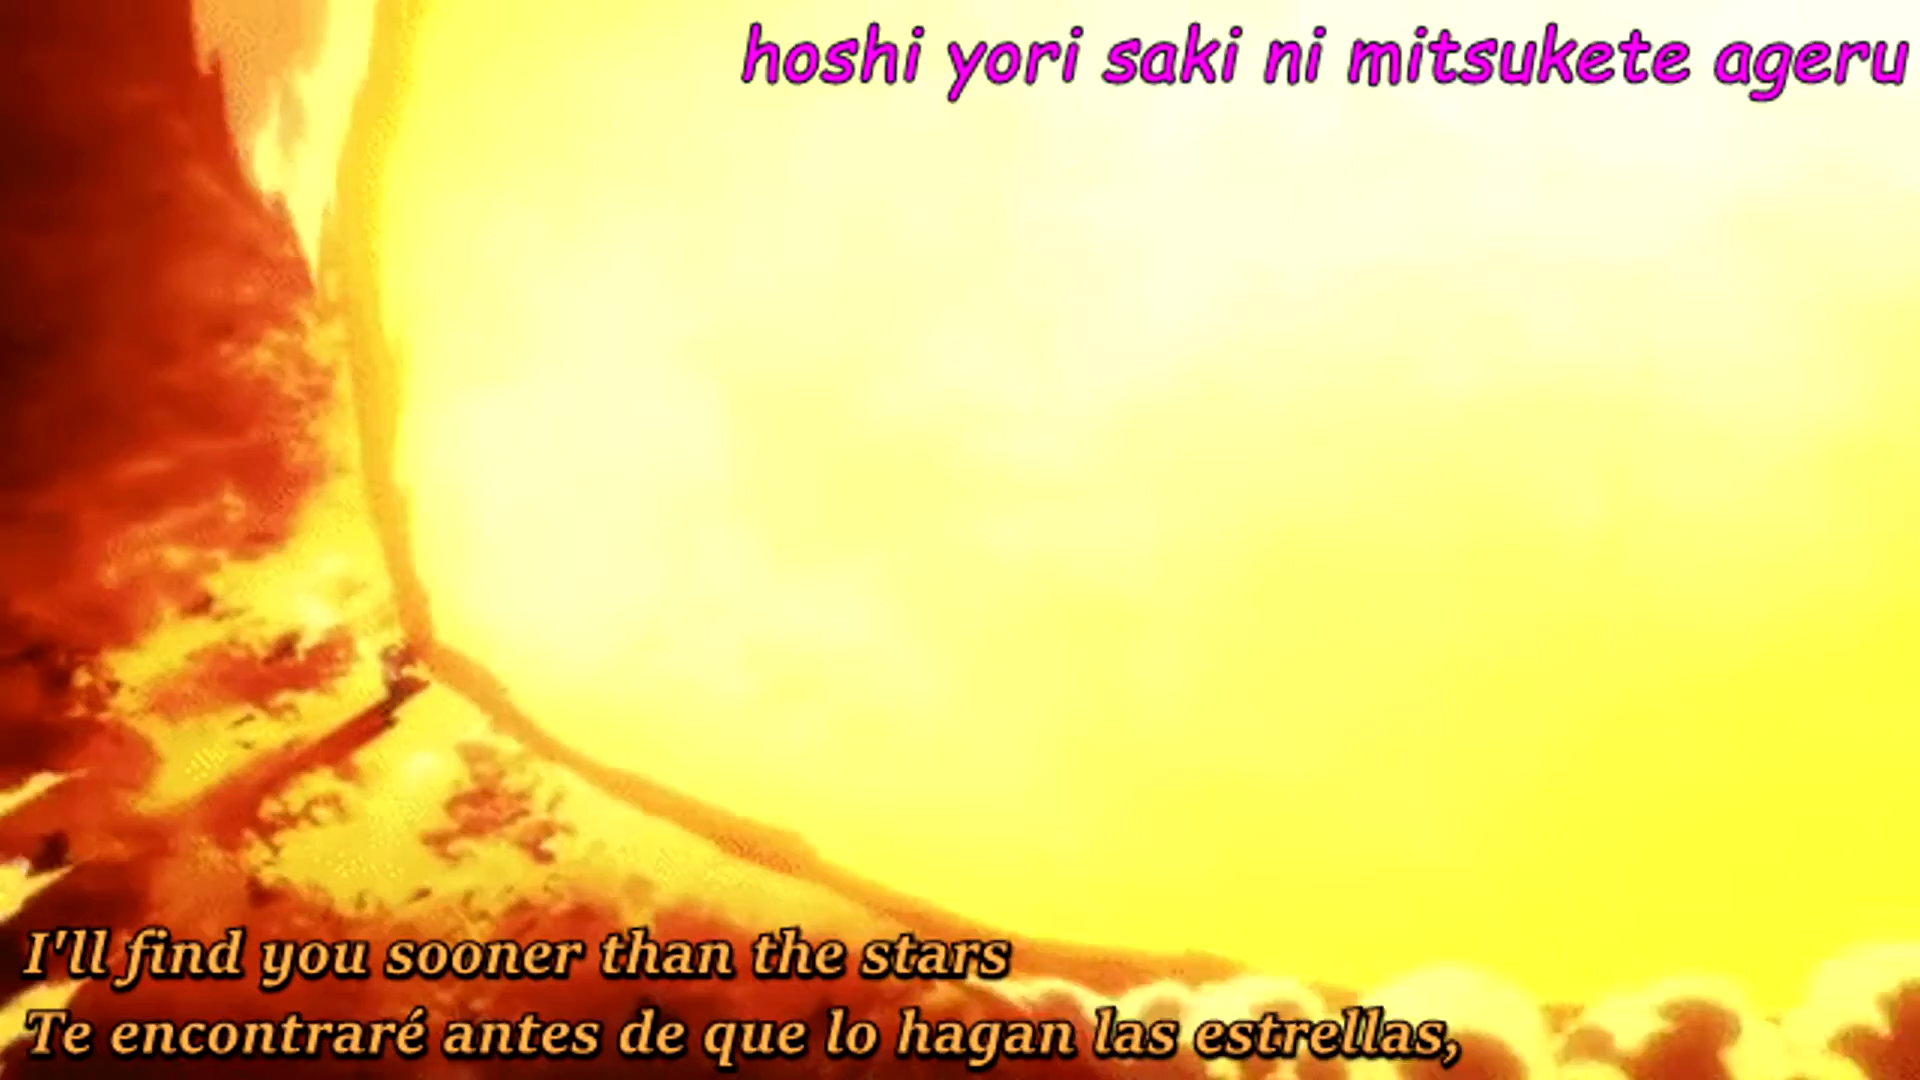 hoshi yori saki ni mitsukete ageru
I'll find you sooner than the stars
Te encontraré antes de que lo hagan las estrellas,